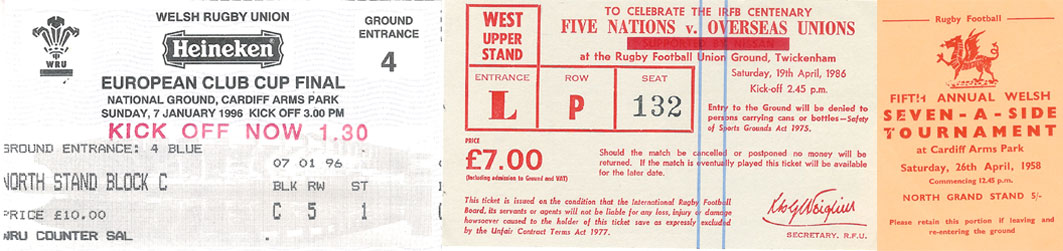 WRU
WELSH RUGBY UNION
Heineken
EUROPEAN CLUB CUP FINAL
NATIONAL GROUND, CARDIFF ARMS PARK
SUNDAY, 7 JANUARY 1996 KICK OFF 3.00 PM
KICK OFF NOW 1.30
GROUND
ENTRANCE
4
GROUND ENTRANCE: 4 BLUE
07 01 96
NORTH STAND BLOCK C
BLK RW ST
C 5 1
PRICE £10.00
WRU COUNTER SAL
WEST
UPPER
STAND
TO CELEBRATE THE IRFB CENTENARY
FIVE NATIONS v. OVERSEAS UNIONS
SUPPORTED BY NISSAN
at the Rugby Football Union Ground, Twickenham
Saturday, 19th April, 1986
Kick-off 2.45 p.m.
ENTRANCE
L
ROW
P
SEAT
132
Entry to the Ground will be denied to
persons carrying cans or bottles—Safety
of Sports Grounds Act 1975.
PRICE
£7.00
(Including admission to Ground and VAT)
Should the match be cancelled or postponed no money will be
returned. If the match is eventually played this ticket will be available
for the later date.
This ticket is issued on the condition that the International Rugby Football
Board, its servants or agents will not be liable for any loss, injury or damage
howsoever caused to the holder of this ticket save as expressly excluded by
the Unfair Contract Terms Act 1977.
SECRETARY. R.F.U.
Rugby Football
FIFTH ANNUAL WELSH
SEVEN-A-SIDE
TOURNAMENT
at Cardiff Arms Park
Saturday, 26th April, 1958
Commencing 12.45 p.m.
NORTH GRAND STAND 5/-
Please retain this portion if leaving and
re-entering the ground